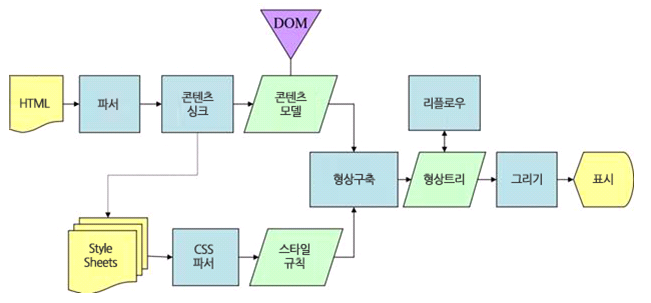 DOM
HTML
파서
콘텐츠
싱크
콘텐츠
모델
리플로우
형상구축
형상트리
그리기
표시
Style
Sheets
CSS
파서
스타일
규칙